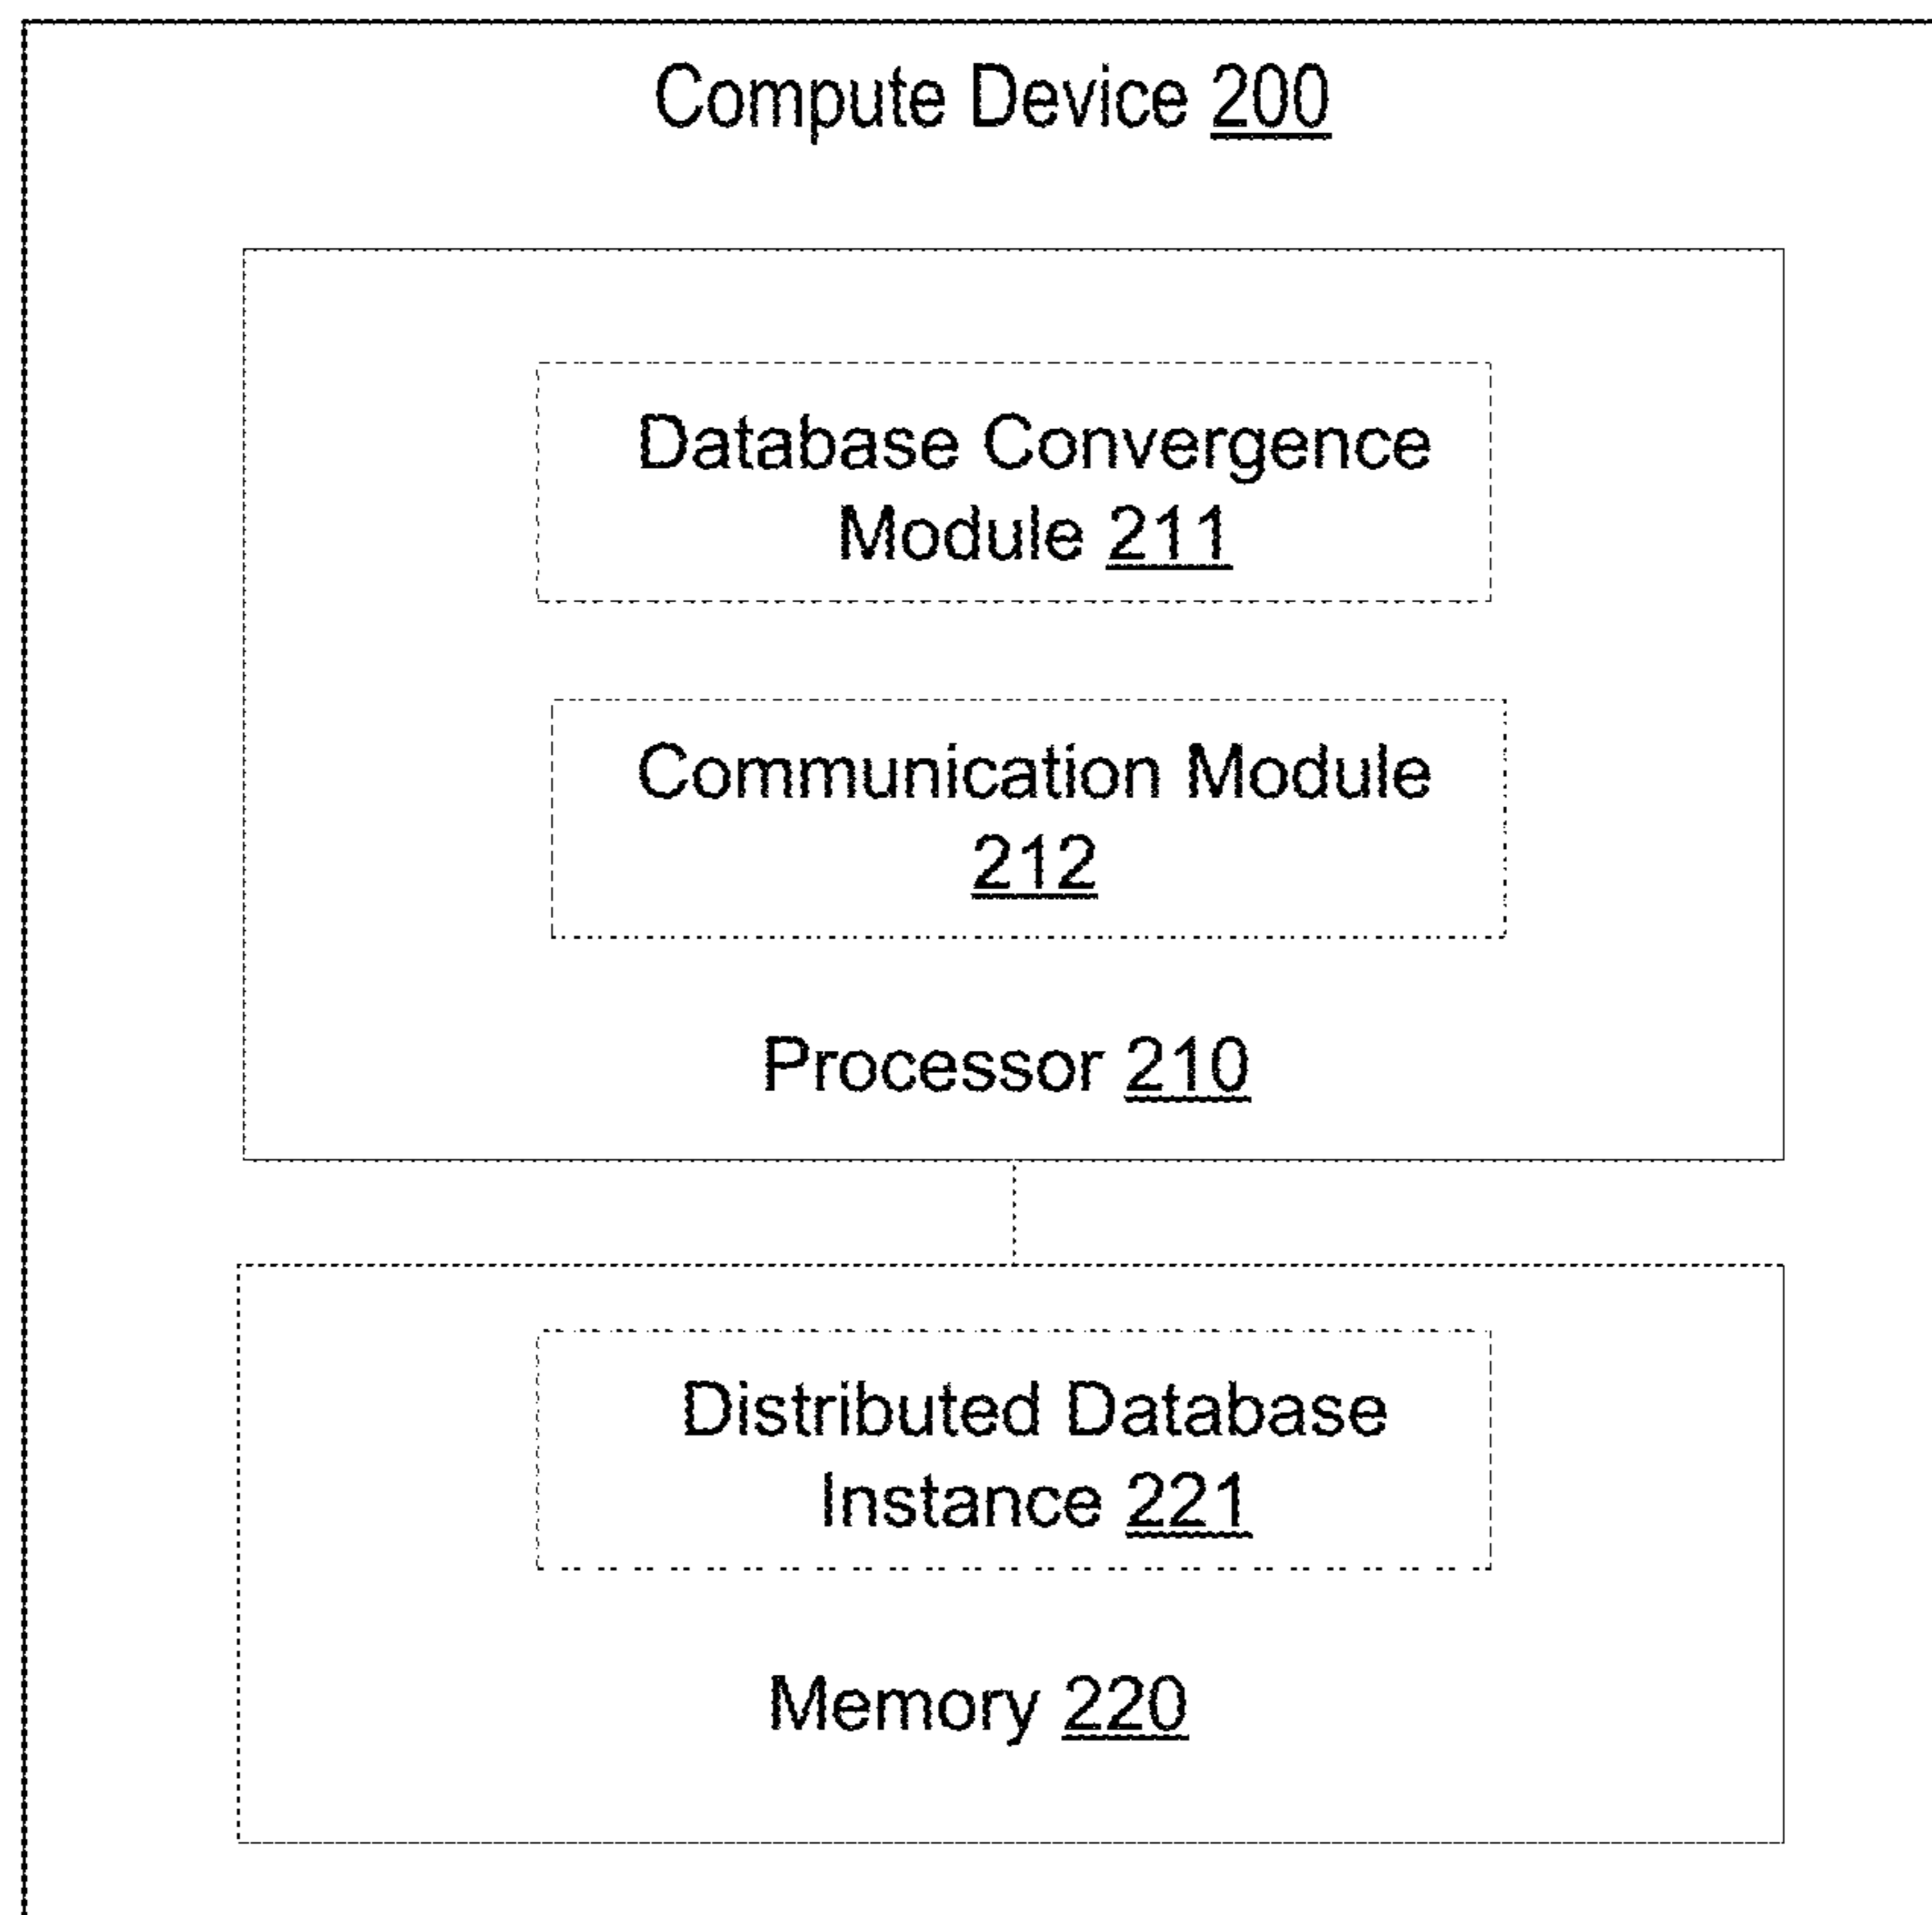 Compute Device 200
Database Convergence
Module 211
Communication Module
212
Processor 210
Distributed Database
Instance 221
Memory 220